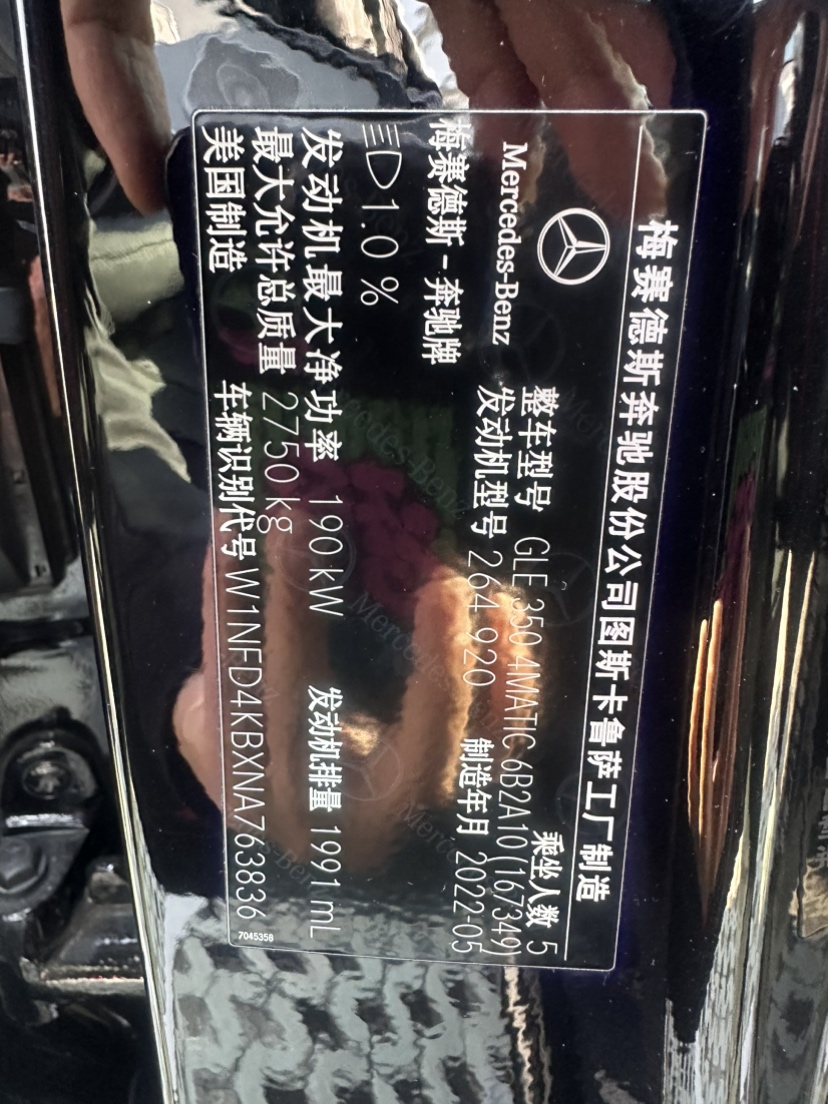 梅赛德斯奔驰股份公司图斯卡鲁萨工厂制造
乘坐人数 5
整车型号 GLE 350 4MATIC 6B2A10(167349)
Mercedes-Benz
发动机型号 264 920 制造年月 2022-05
梅赛德斯-奔驰牌
1.0 %
发动机最大净功率 190 kW 发动机排量 1991 mL
最大允许总质量 2750 kg
美国制造 车辆识别代号 W1NFD4KBXNA763836
7045358